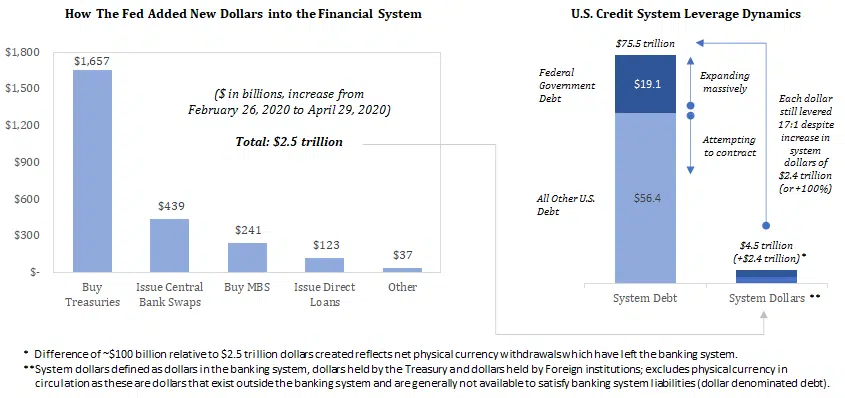 How The Fed Added New Dollars into the Financial System
$1,800
$1,500
$1,200
$900
$600
$300
$-
$1,657
$439
$241
$123
$37
($ in billions, increase from
February 26, 2020 to April 29, 2020)
Total: $2.5 trillion
Buy
Treasuries
Issue Central
Bank Swaps
Buy MBS
Issue Direct
Loans
Other
U.S. Credit System Leverage Dynamics
$75.5 trillion
Federal
Government
Debt
$19.1
Expanding
massively
Attempting
to contract
All Other U.S.
Debt
$56.4
Each dollar
still levered
17:1 despite
increase in
system
dollars of
$2.4 trillion
(or +100%)
$4.5 trillion
(+$2.4 trillion)*
System Debt
System Dollars **
* Difference of ~$100 billion relative to $2.5 trillion dollars created reflects net physical currency withdrawals which have left the banking system.
**System dollars defined as dollars in the banking system, dollars held by the Treasury and dollars held by Foreign institutions; excludes physical currency in
circulation as these are dollars that exist outside the banking system and are generally not available to satisfy banking system liabilities (dollar denominated debt).